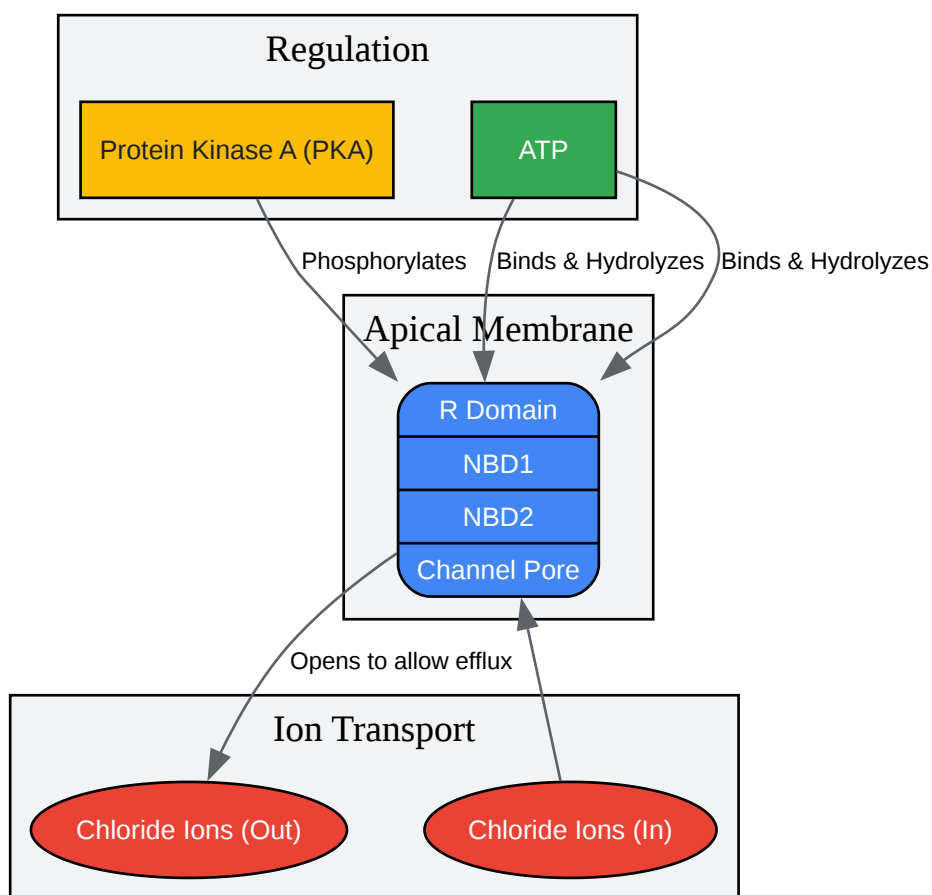 Regulation
Protein Kinase A (PKA)
ATP
Phosphorylates
Binds & Hydrolyzes
Binds & Hydrolyzes
Apical Membrane
R Domain
NBD1
NBD2
Channel Pore
Opens to allow efflux
Ion Transport
Chloride Ions (Out)
Chloride Ions (In)